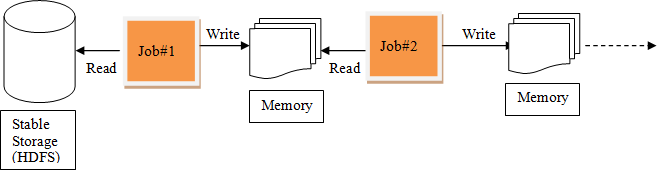 Job#1
Write
Job#2
Write
Read
Read
Memory
Memory
Stable
Storage
(HDFS)